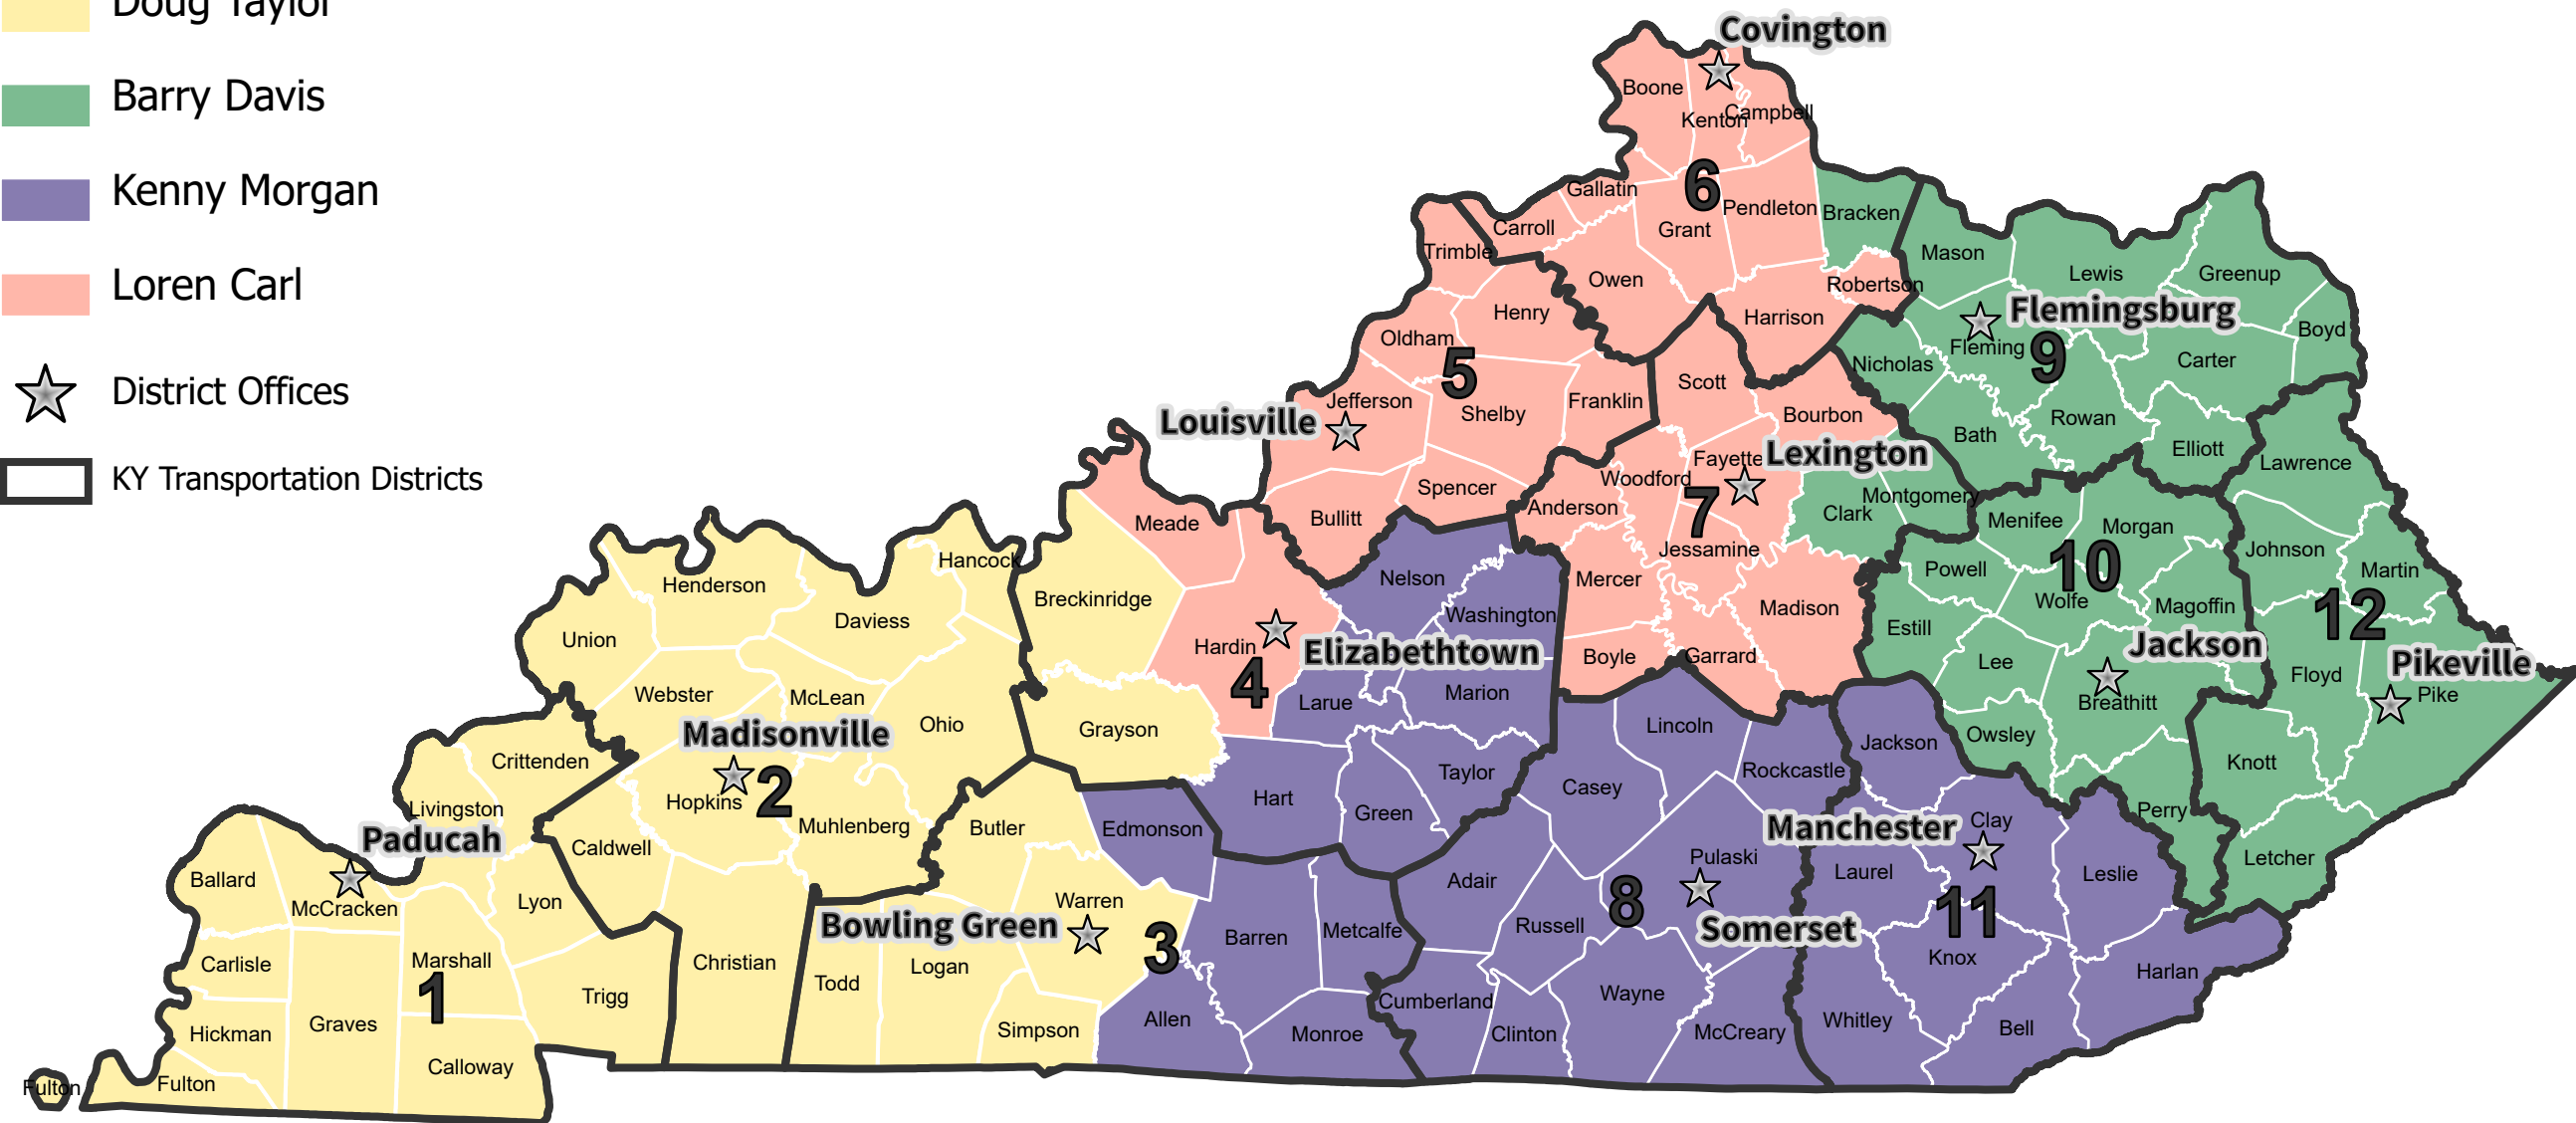 Doug Taylor
Barry Davis
Kenny Morgan
Loren Carl
District Offices
KY Transportation Districts
Covington
Boone
Campbell
Kenton
6
Gallatin
Pendleton
Bracken
Carroll
Grant
Trimble
Mason
Owen
Lewis
Greenup
Robertson
Henry
Harrison
Flemingsburg
Oldham
Boyd
Fleming
9
5
Nicholas
Carter
Scott
Jefferson
Franklin
Shelby
Bourbon
Louisville
Rowan
Bath
Elliott
Lexington
Fayette
Lawrence
Woodford
Spencer
Montgomery
Anderson
7
Clark
Bullitt
Meade
Menifee
Morgan
Jessamine
Johnson
Hancock
10
Powell
Martin
Henderson
Nelson
Mercer
Breckinridge
Wolfe
Magoffin
Madison
Washington
12
Daviess
Estill
Union
Hardin
Elizabethtown
Jackson
Boyle
Garrard
Lee
Pikeville
4
Floyd
Webster
McLean
Marion
Larue
Breathitt
Pike
Ohio
Grayson
Lincoln
Madisonville
Owsley
Jackson
Crittenden
Knott
Taylor
Rockcastle
2
Hopkins
Casey
Hart
Livingston
Green
Perry
Muhlenberg
Butler
Edmonson
Manchester
Clay
Paducah
Caldwell
Pulaski
Letcher
Ballard
Adair
Laurel
Leslie
McCracken
Lyon
Warren
8
11
Bowling Green
Russell
Somerset
Metcalfe
Barren
3
Knox
Marshall
Carlisle
Christian
Logan
Harlan
Todd
1
Trigg
Wayne
Cumberland
Graves
Allen
Whitley
Hickman
Simpson
Monroe
Clinton
McCreary
Bell
Calloway
Fulton
Fulton